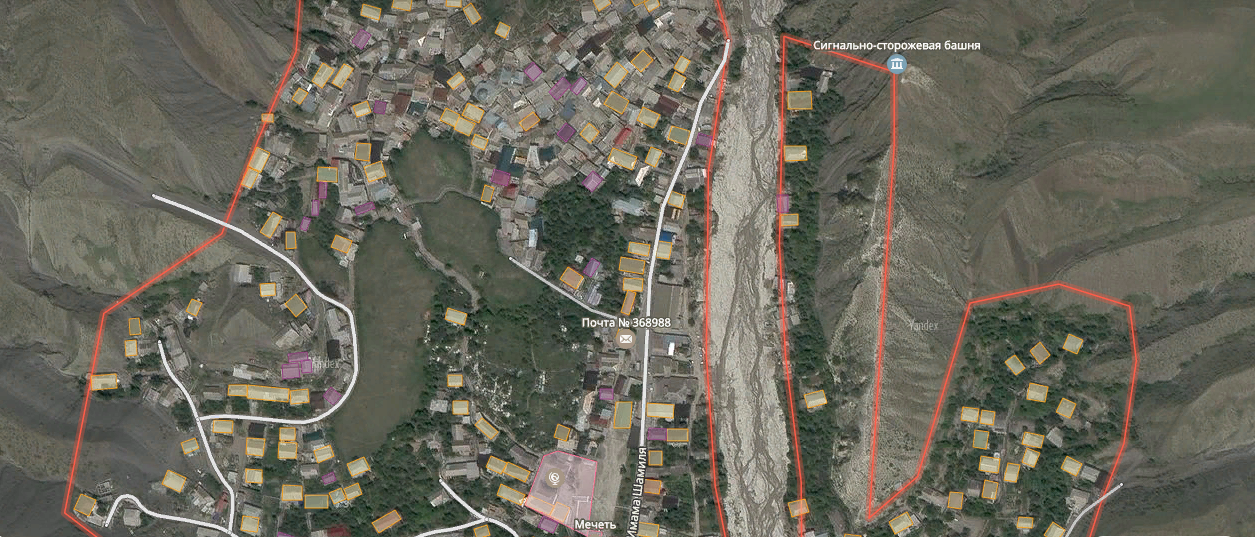 Сигнально-сторожевая башня
Yandex
Почта № 368988
Yandex
Имама Шамиля
Мечеть